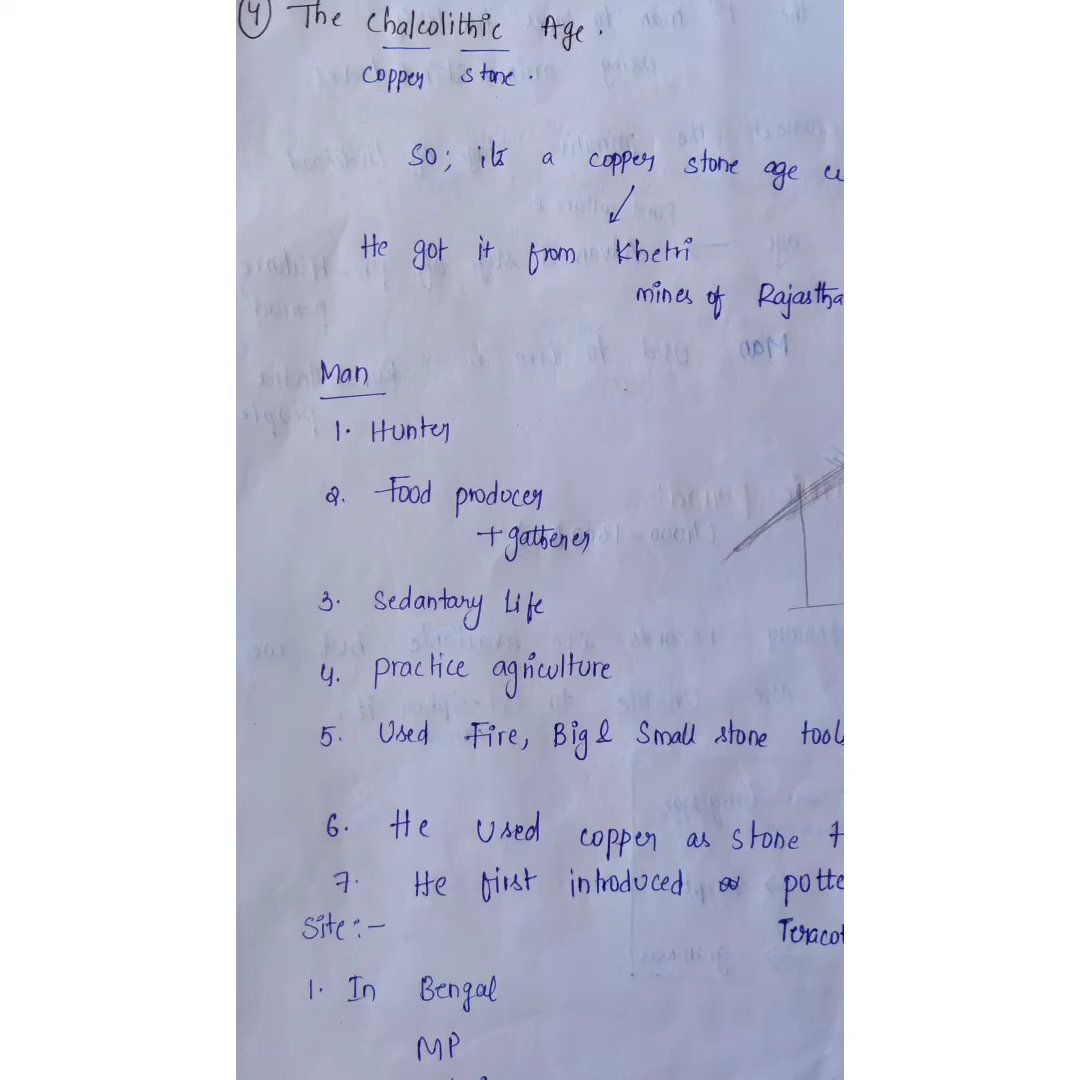 (4) The Chalcolithic Age.
Copper stone.
SO; its a copper stone age
He got it from Khetri
mines of Rajastha
Man
1. Hunter
2. Food producer
+ gatherer
3. Sedantary Life
4. practice agriculture
5. Used Fire, Big & Small stone tools
6. He used copper as stone
7. He first introduced potte
Teracot
Site:-
1. In Bengal
MP